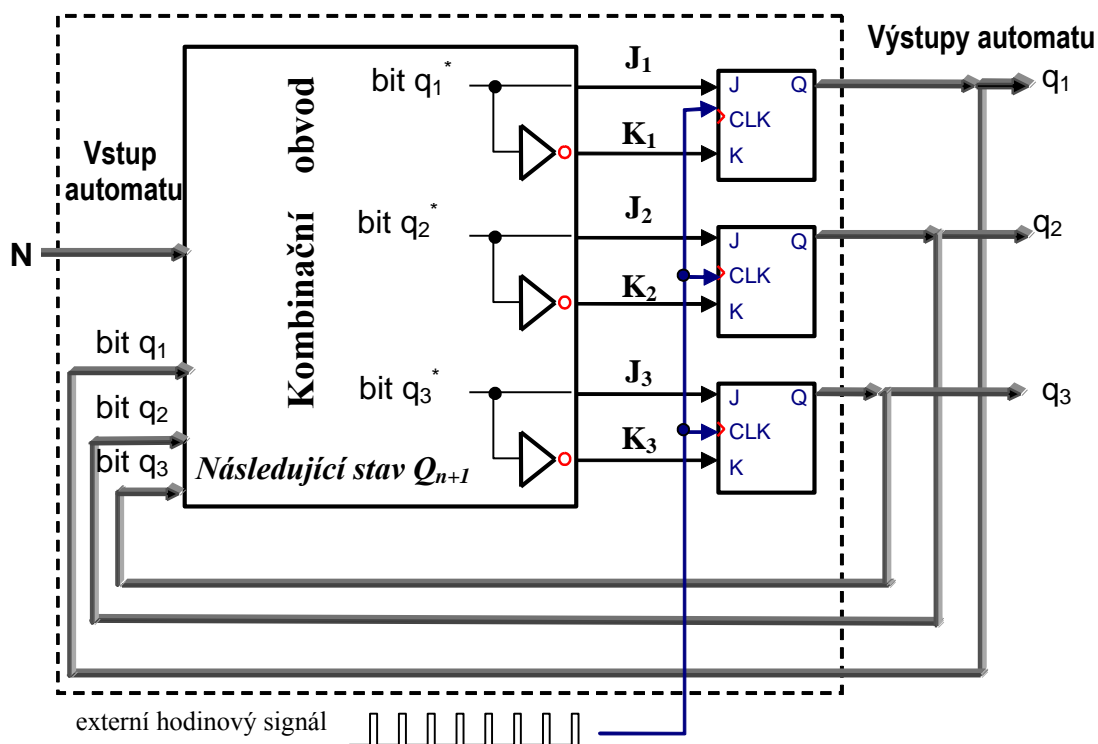 Výstupy automatu
Vstup
automatu
N
bit q1
bit q2
bit q3
Kombinační obvod
bit q1*
bit q2*
bit q3*
Následující stav Qn+1
J1
K1
J2
K2
J3
K3
J Q
CLK
K
J Q
CLK
K
J Q
CLK
K
q1
q2
q3
externí hodinový signál